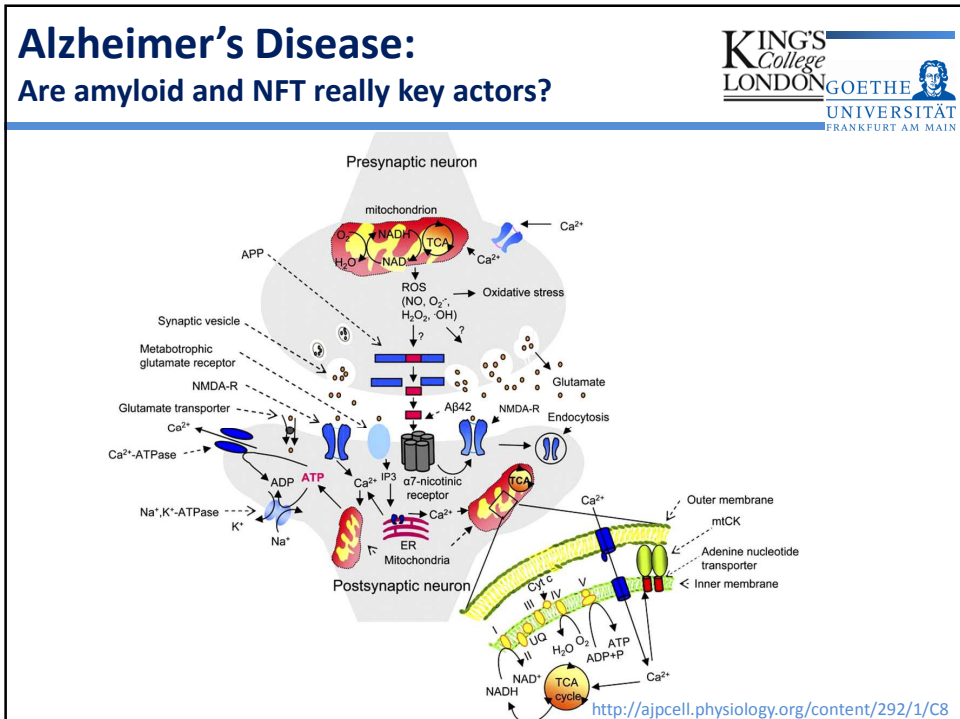 Alzheimer's Disease:
Are amyloid and NFT really key actors?
KING'S
College
LONDON
GOETHE
UNIVERSITÄT
FRANKFURT AM MAIN
Presynaptic neuron
mitochondrion
O₂
NADH
TCA
H₂O
NAD⁺
Ca²⁺
Ca²⁺
APP
ROS
(NO, O₂·⁻,
H₂O₂, ·OH)
Oxidative stress
?
?
Synaptic vesicle
Metabotrophic
glutamate receptor
NMDA-R
Glutamate transporter
Glutamate
Aβ42
NMDA-R
Endocytosis
Ca²⁺
Ca²⁺-ATPase
ADP
ATP
Ca²⁺
IP3
α7-nicotinic
receptor
TCA
Na⁺,K⁺-ATPase
K⁺
Na⁺
Ca²⁺
ER
Mitochondria
Postsynaptic neuron
Ca²⁺
Outer membrane
mtCK
Adenine nucleotide
transporter
Inner membrane
I
II
UQ
III
Cyt c
IV
V
H₂O
O₂
ADP+P
ATP
NADH
NAD⁺
TCA
cycle
Ca²⁺
http://ajpcell.physiology.org/content/292/1/C8